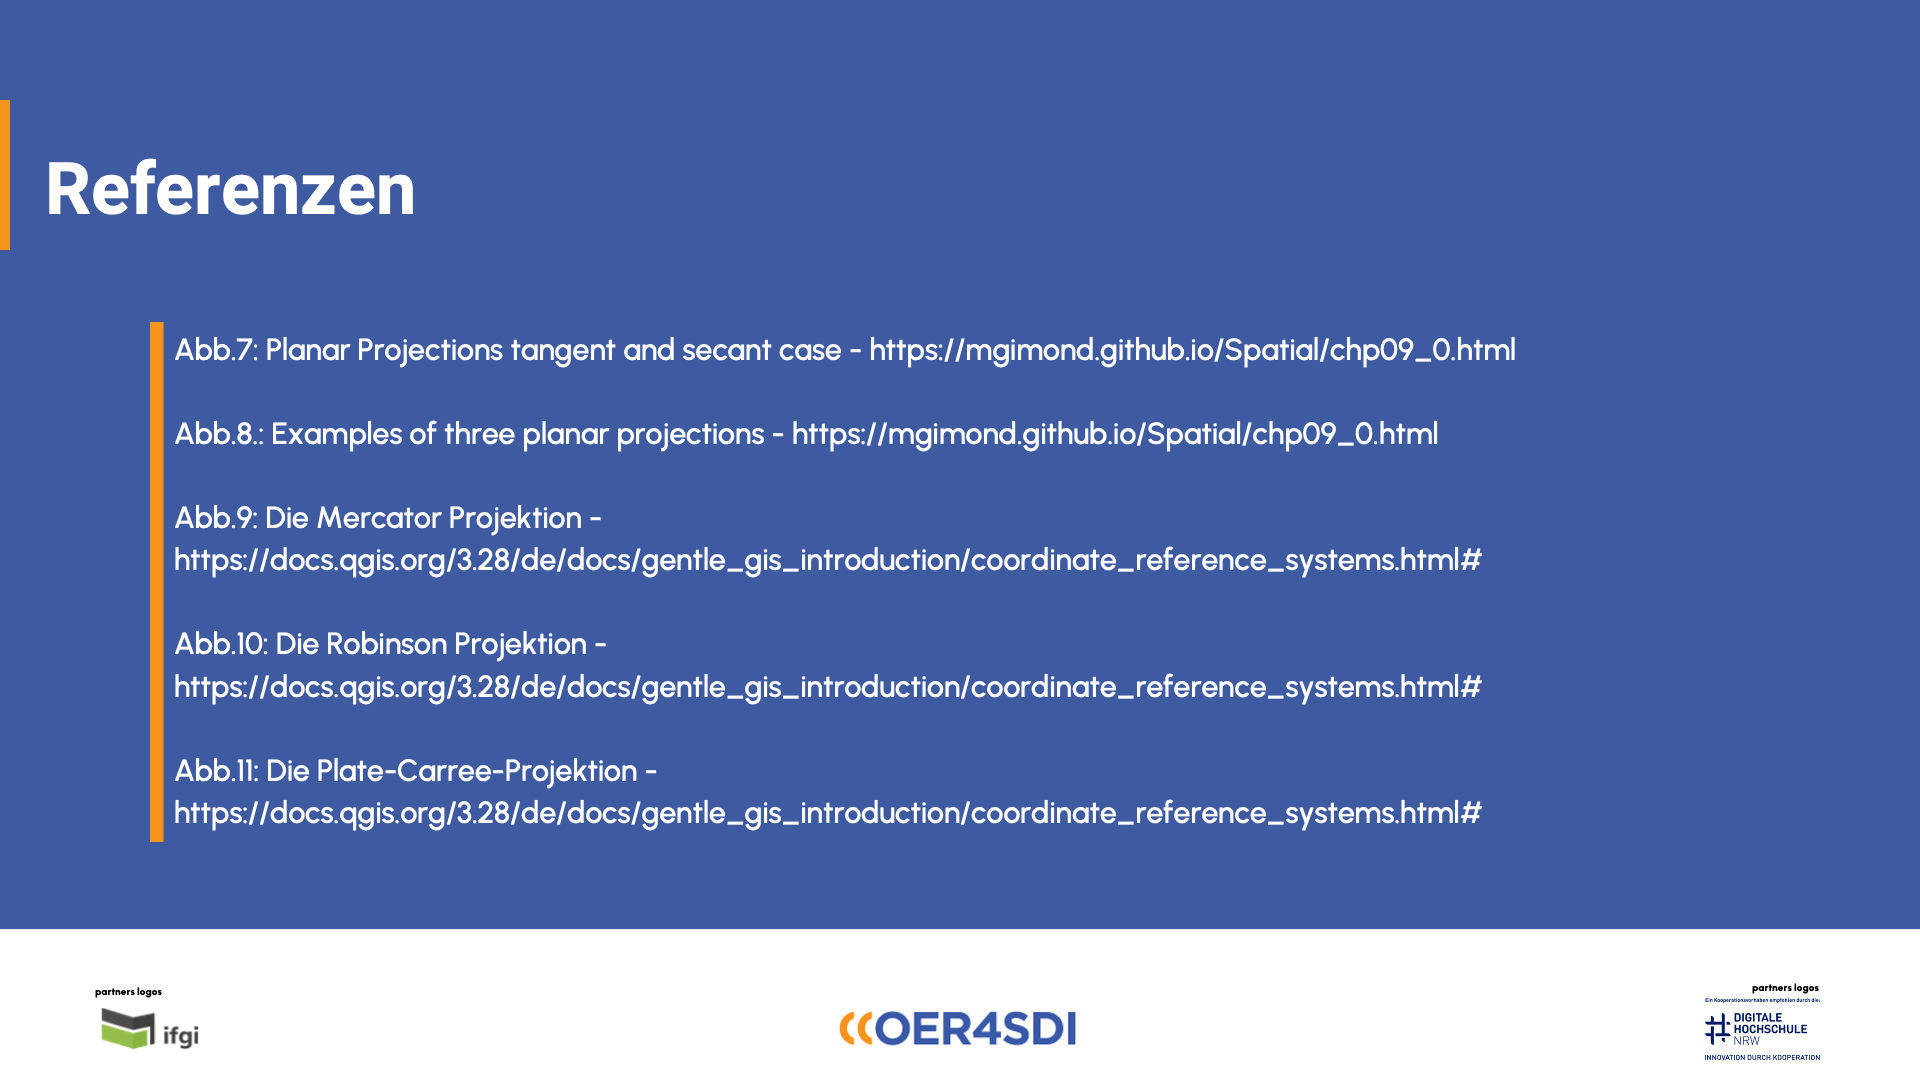 Referenzen
Abb.7: Planar Projections tangent and secant case - https://mgimond.github.io/Spatial/chp09_0.html
Abb.8.: Examples of three planar projections - https://mgimond.github.io/Spatial/chp09_0.html
Abb.9: Die Mercator Projektion -
https://docs.qgis.org/3.28/de/docs/gentle_gis_introduction/coordinate_reference_systems.html#
Abb.10: Die Robinson Projektion -
https://docs.qgis.org/3.28/de/docs/gentle_gis_introduction/coordinate_reference_systems.html#
Abb.11: Die Plate-Carree-Projektion -
https://docs.qgis.org/3.28/de/docs/gentle_gis_introduction/coordinate_reference_systems.html#
partners logos
ifgi
OER4SDI
partners logos
Ein Kooperationsvorhaben empfohlen durch die:
DIGITALE
HOCHSCHULE
NRW
INNOVATION DURCH KOOPERATION